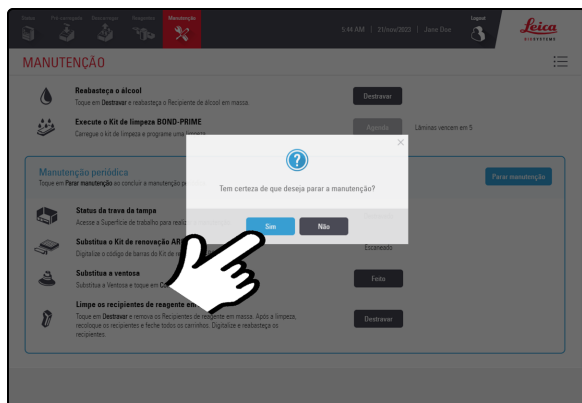 Status
Pré-carregado
Descarregar
Reagentes
Manutenção
5:44 AM | 21/nov/2023 | Jane Doe
Logout
Leica
BIOSYSTEMS
MANUTENÇÃO
Reabasteça o álcool
Toque em Destravar e reabasteça o Recipiente de álcool em massa.
Destravar
Execute o Kit de limpeza BOND-PRIME
Carregue o kit de limpeza e programe uma limpeza.
Agenda
Lâminas vencem em 5
Tem certeza de que deseja parar a manutenção?
Sim
Não
Manutenção periódica
Toque em Parar manutenção ao concluir a manutenção
Parar manutenção
Status da trava da tampa
Acesse a Superfície de trabalho para
Substitua o Kit de renovação AR
Digitalize o código de barras do Kit de
Escaneado
Substitua a ventosa
Substitua a Ventosa e toque em
Feito
Limpe os recipientes de reagente
Toque em Destravar e remova os Recipientes de reagente em massa. Após a limpeza,
recoloque os recipientes e feche todos os carrinhos. Digitalize e reabasteça os
recipientes.
Destravar